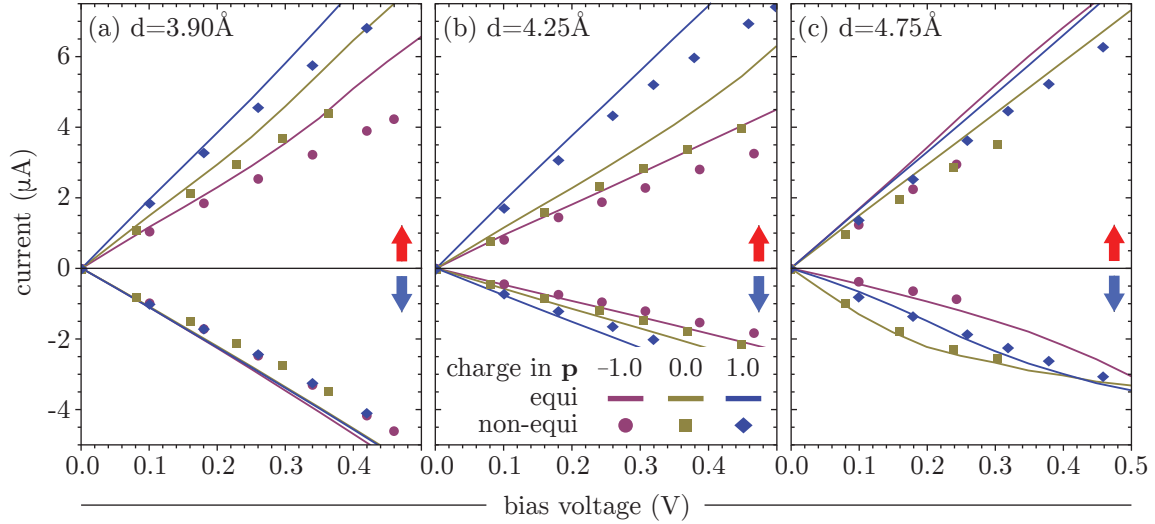 (a) d=3.90Å
(b) d=4.25Å
(c) d=4.75Å
current (μA)
6
4
2
0
-2
-4
charge in p -1.0 0.0 1.0
equi
non-equi
0.0 0.1 0.2 0.3 0.4 0.0 0.1 0.2 0.3 0.4 0.0 0.1 0.2 0.3 0.4 0.5
bias voltage (V)